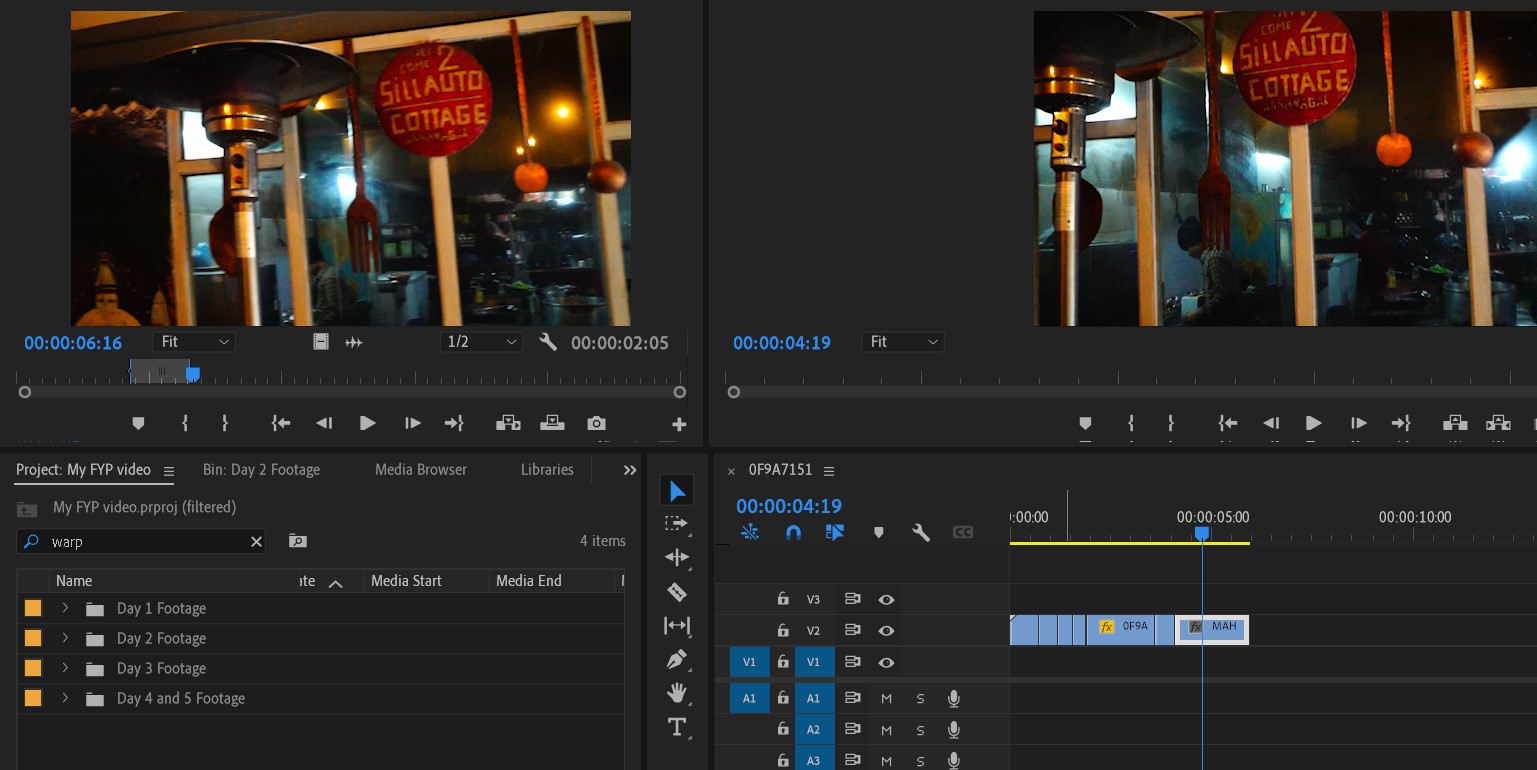 COME 2
SiLLAUTO
COTTAGE
COME 2
SiLLAUTO
COTTAGE
00:00:06:16
Fit
1/2
00:00:02:05
00:00:04:19
Fit
Project: My FYP video
Bin: Day 2 Footage
Media Browser
Libraries
My FYP video.prproj (filtered)
warp
4 items
Name
Media Start
Media End
Day 1 Footage
Day 2 Footage
Day 3 Footage
Day 4 and 5 Footage
T
× 0F9A7151
00:00:04:19
:00:00
00:00:05:00
00:00:10:00
CC
V3
V2
fx 0F9A
fx MAH
V1 V1
A1 A1 M S
A2 M S
A3 M S